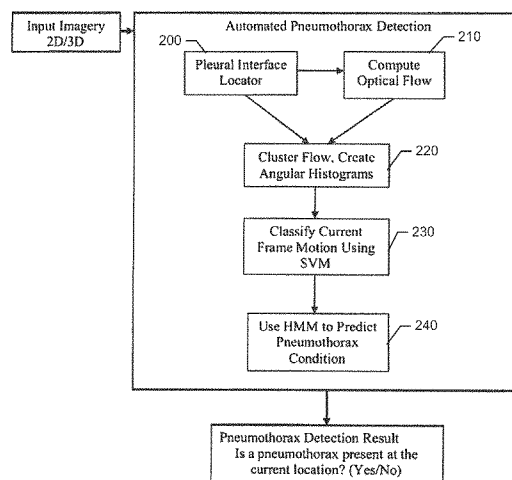 Input Imagery
2D/3D
Automated Pneumothorax Detection
200
210
Pleural Interface
Locator
Compute
Optical Flow
Cluster Flow, Create
Angular Histograms
220
Classify Current
Frame Motion Using
SVM
230
Use HMM to Predict
Pneumothorax
Condition
240
Pneumothorax Detection Result
Is a pneumothorax present at the
current location? (Yes/No)